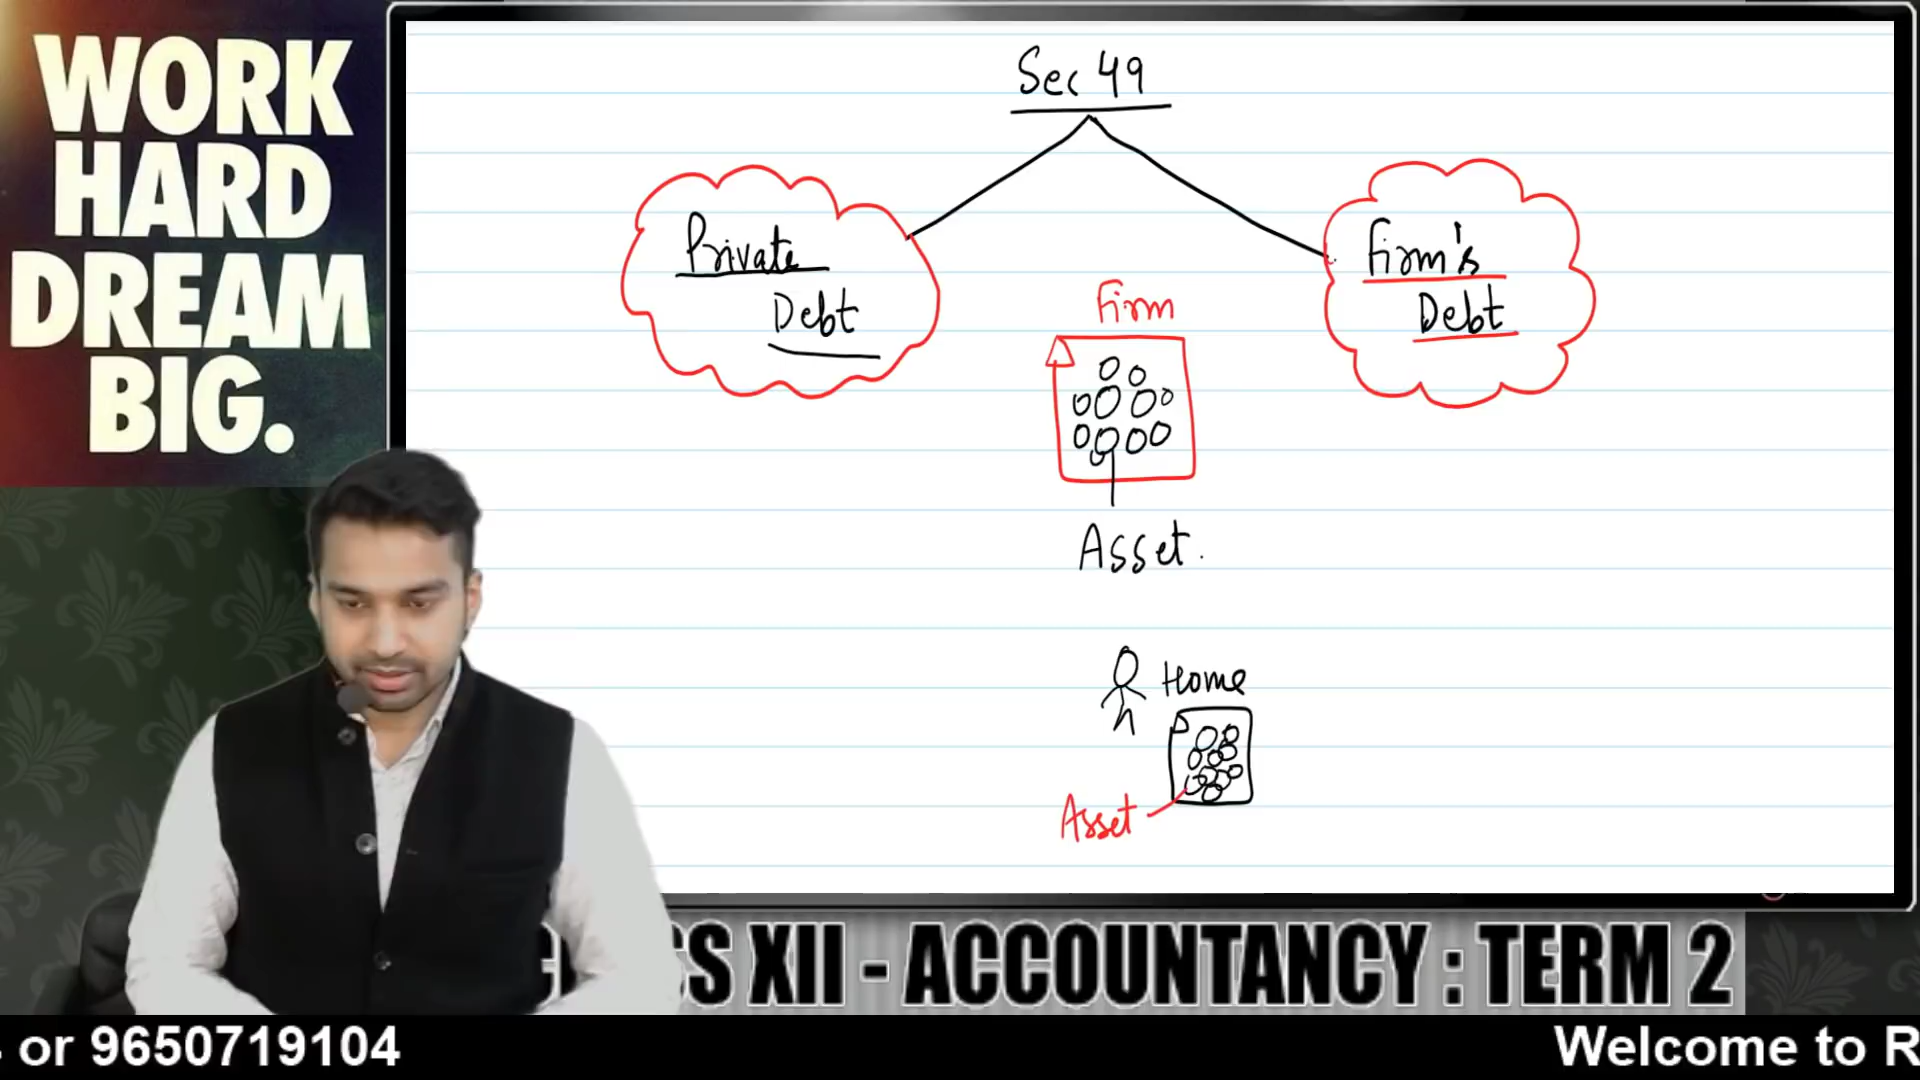 WORK
HARD
DREAM
BIG.
Sec 49
Private
Debt
Firm's
Debt
Firm
Asset.
Home
Asset
SS XII - ACCOUNTANCY : TERM 2
or 9650719104
Welcome to R